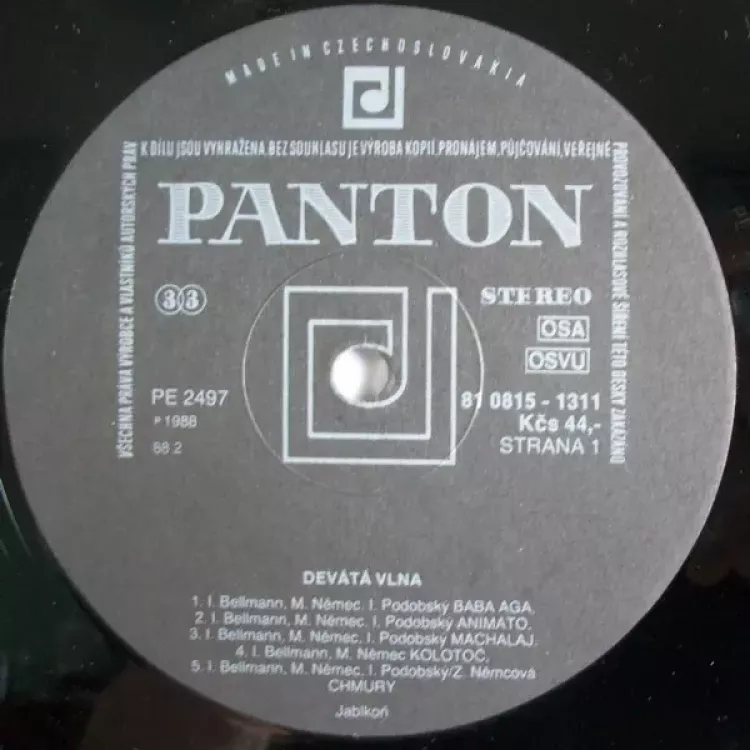 MADE IN CZECHOSLOVAKIA
VŠECHNA PRÁVA VÝROBCE A VLASTNÍKŮ AUTORSKÝCH PRÁV
K DÍLU JSOU VYHRAŽENA. BEZ SOUHLASU JE VÝROBA KOPIÍ, PRONÁJEM, PŮJČOVÁNÍ, VEŘEJNÉ
PROVOZOVÁNÍ A ROZHLASOVÉ ŠÍŘENÍ TÉTO DESKY ZAKÁZÁNO
PANTON
33
STEREO
OSA
OSVU
PE 2497
P 1988
88 2
81 0815 - 1311
Kčs 44,-
STRANA 1
DEVÁTÁ VLNA
1. I. Bellmann, M. Němec, I. Podobský BABA AGA,
2. I. Bellmann, M. Němec, I. Podobský ANIMATO,
3. I. Bellmann, M. Němec, I. Podobský MACHALAJ,
4. I. Bellmann, M. Němec KOLOTOČ,
5. I. Bellmann, M. Němec, I. Podobský/Z. Němcová
CHMURY
Jablkoň